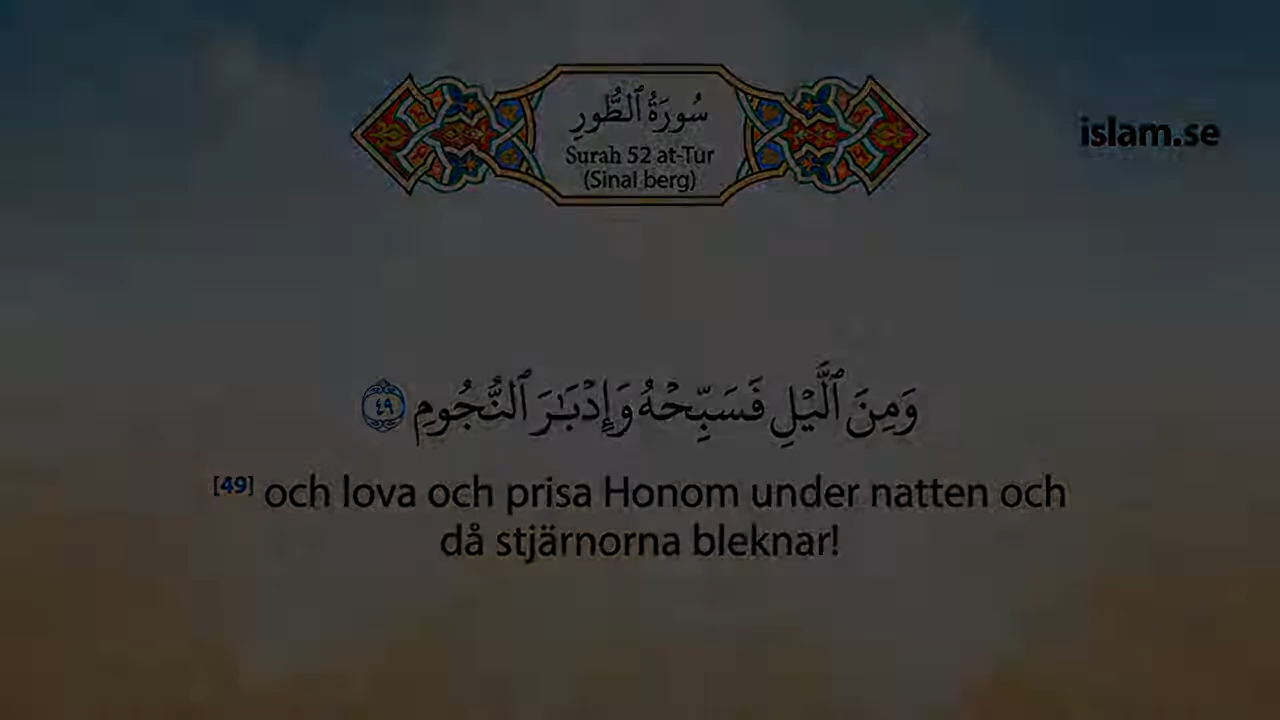 سُورَةُ ٱلطُّورِ
Surah 52 at-Tur
(Sinai berg)
islam.se
وَمِنَ ٱلَّيْلِ فَسَبِّحْهُ وَإِدْبَـٰرَ ٱلنُّجُومِ ٤٩
[49] och lova och prisa Honom under natten och
då stjärnorna bleknar!